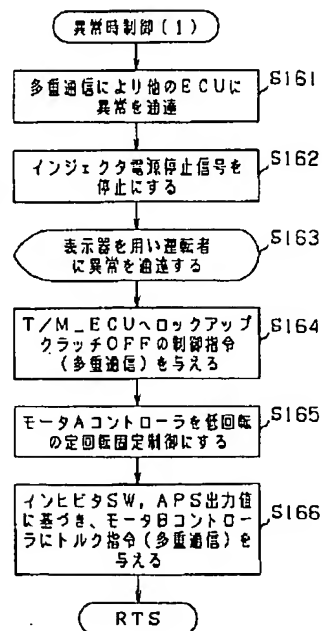 異常時制御(1)
S161
多重通信により他のECUに
異常を通達
S162
インジェクタ電源停止信号を
停止にする
S163
表示器を用い運転者
に異常を通達する
S164
T/M_ECUへロックアップ
クラッチOFFの制御指令
(多重通信)を与える
S165
モータAコントローラを低回転
の定回転固定制御にする
S166
インヒビタSW,APS出力値
に基づき、モータBコントロー
ラにトルク指令(多重通信)を
与える
RTS